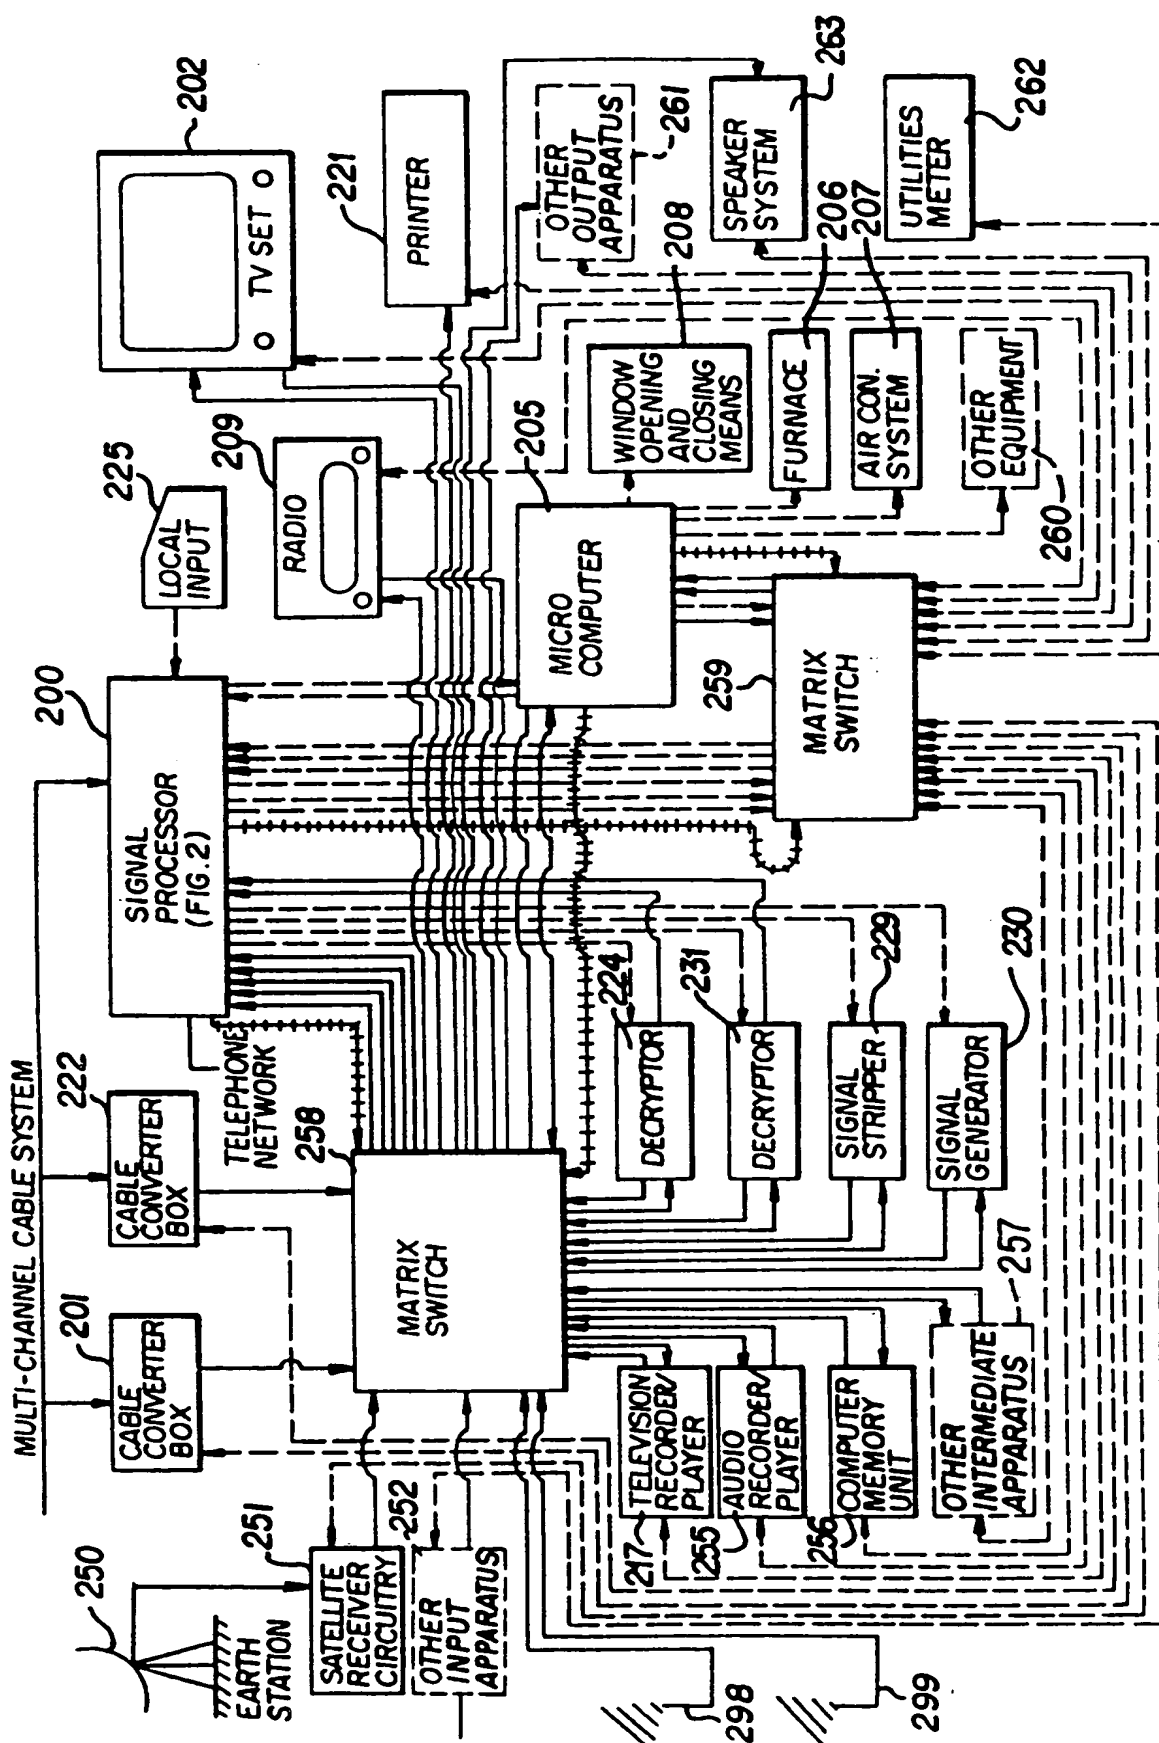 MULTI-CHANNEL CABLE SYSTEM
250
EARTH
STATION
251
SATELLITE
RECEIVER
CIRCUITRY
252
OTHER
INPUT
APPARATUS
298
299
201
CABLE
CONVERTER
BOX
222
CABLE
CONVERTER
BOX
TELEPHONE
NETWORK
258
MATRIX
SWITCH
217
TELEVISION
RECORDER/
PLAYER
255
AUDIO
RECORDER/
PLAYER
256
COMPUTER
MEMORY
UNIT
257
OTHER
INTERMEDIATE
APPARATUS
200
SIGNAL
PROCESSOR
(FIG. 2)
224
DECRYPTOR
231
DECRYPTOR
229
SIGNAL
STRIPPER
230
SIGNAL
GENERATOR
225
LOCAL
INPUT
209
RADIO
202
TV SET
221
PRINTER
205
MICRO
COMPUTER
259
MATRIX
SWITCH
208
WINDOW
OPENING
AND
CLOSING
MEANS
206
FURNACE
207
AIR CON.
SYSTEM
260
OTHER
EQUIPMENT
261
OTHER
OUTPUT
APPARATUS
263
SPEAKER
SYSTEM
262
UTILITIES
METER